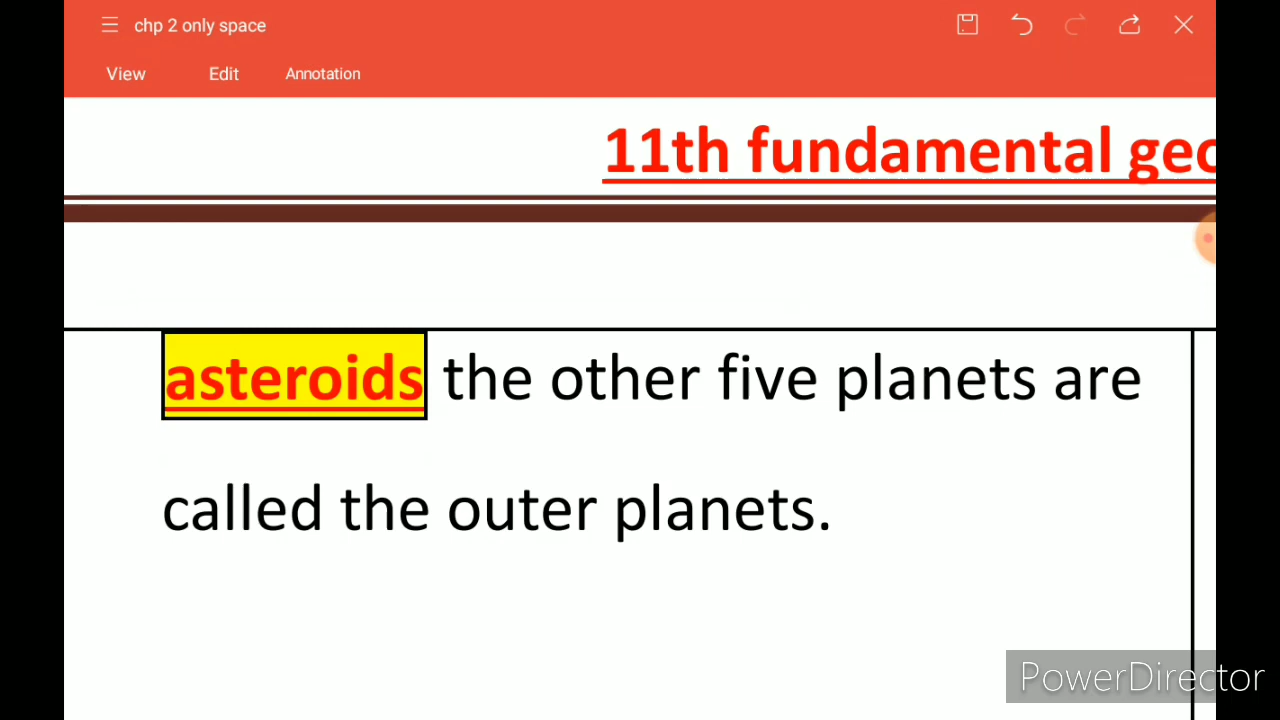 chp 2 only space
View Edit Annotation
11th fundamental
asteroids the other five planets are
called the outer planets.
PowerDirector